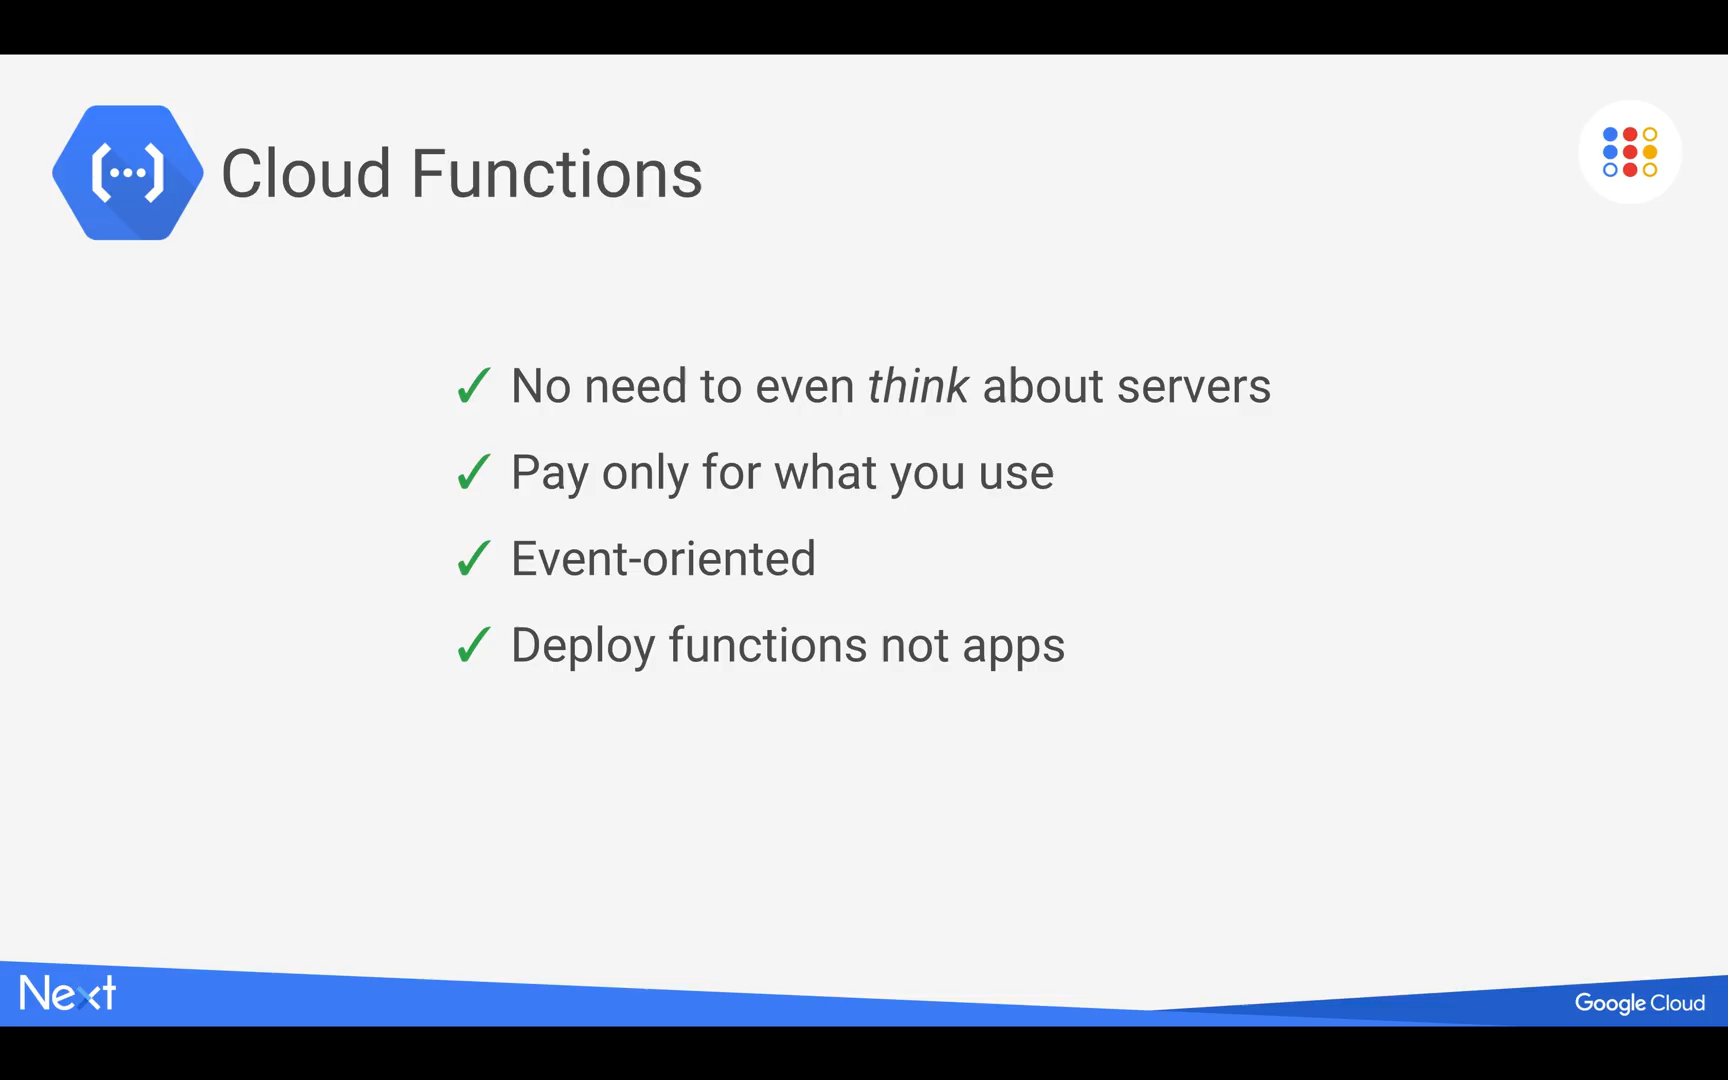 Cloud Functions
✓ No need to even think about servers
✓ Pay only for what you use
✓ Event-oriented
✓ Deploy functions not apps
Next
Google Cloud